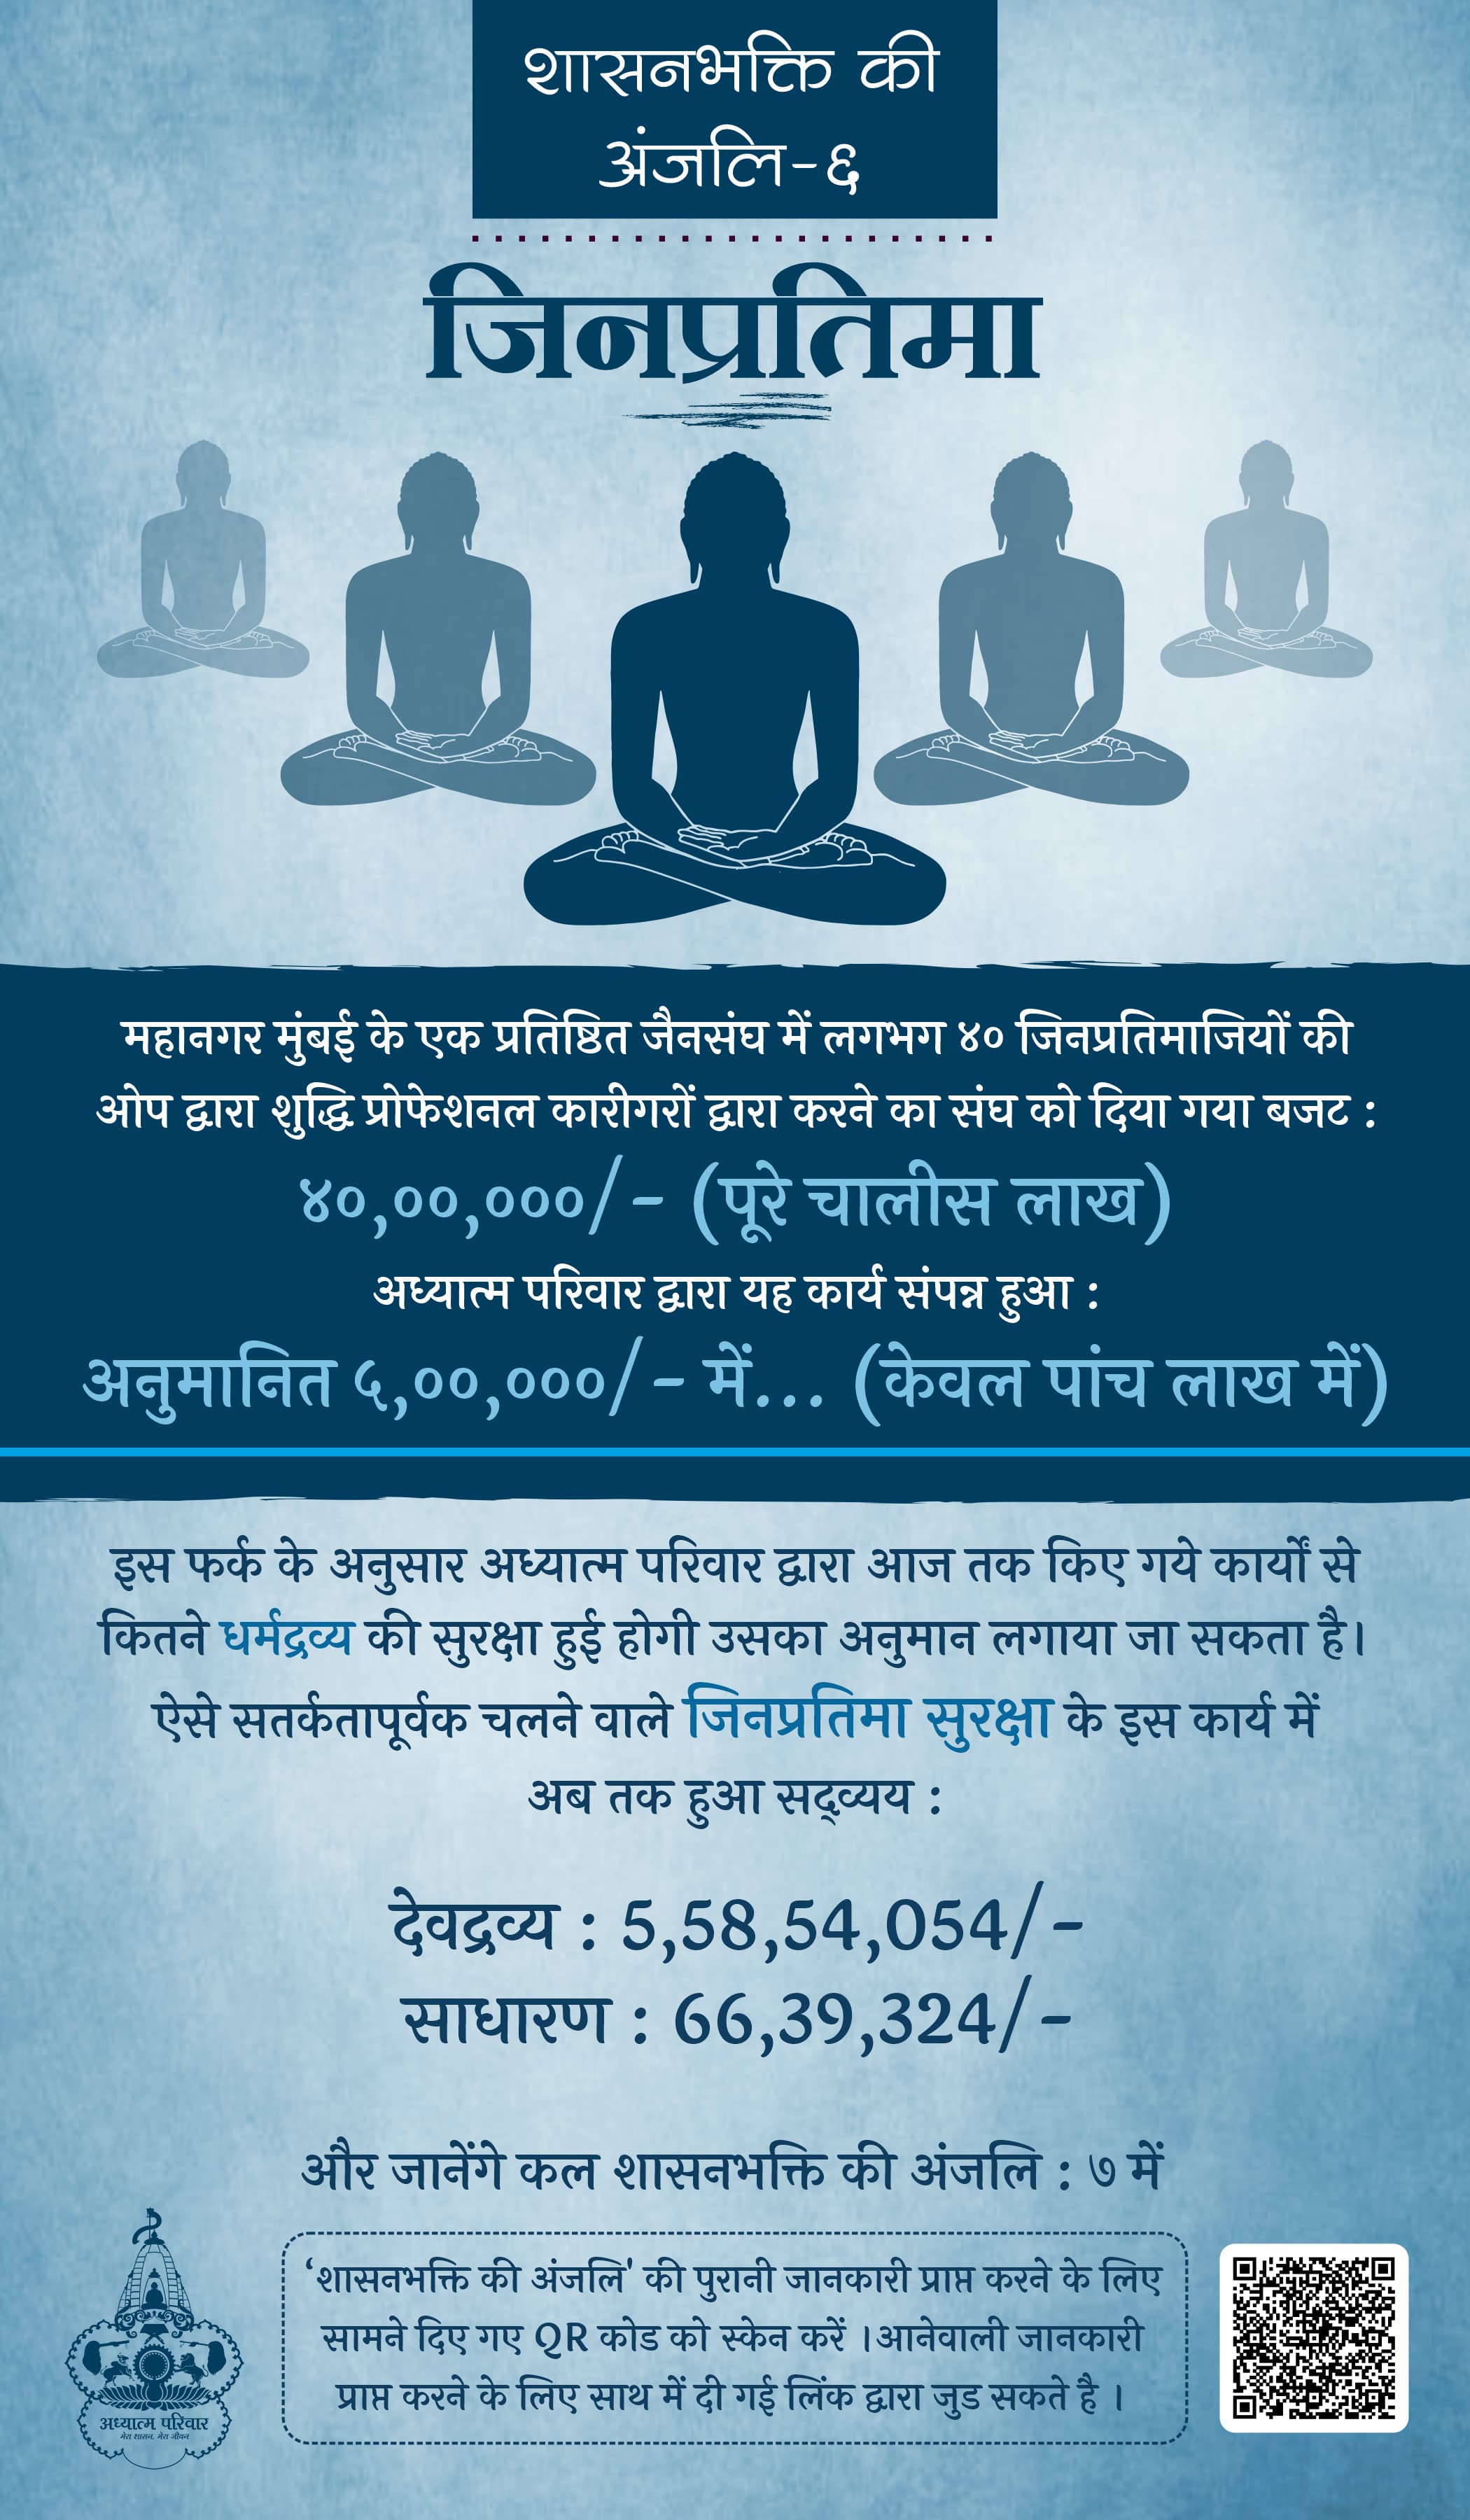 शासनभक्ति की
अंजलि-६
जिनप्रतिमा
महानगर मुंबई के एक प्रतिष्ठित जैनसंघ में लगभग ४० जिनप्रतिमाजियों की
ओप द्वारा शुद्धि प्रोफेशनल कारीगरों द्वारा करने का संघ को दिया गया बजट :
४०,००,०००/- (पूरे चालीस लाख)
अध्यात्म परिवार द्वारा यह कार्य संपन्न हुआ :
अनुमानित ५,००,०००/- में... (केवल पांच लाख में)
इस फर्क के अनुसार अध्यात्म परिवार द्वारा आज तक किए गये कार्यों से
कितने धर्मद्रव्य की सुरक्षा हुई होगी उसका अनुमान लगाया जा सकता है।
ऐसे सतर्कतापूर्वक चलने वाले जिनप्रतिमा सुरक्षा के इस कार्य में
अब तक हुआ सद्व्यय :
देवद्रव्य : 5,58,54,054/-
साधारण : 66,39,324/-
और जानेंगे कल शासनभक्ति की अंजलि : ७ में
‘शासनभक्ति की अंजलि' की पुरानी जानकारी प्राप्त करने के लिए
सामने दिए गए QR कोड को स्केन करें ।आनेवाली जानकारी
प्राप्त करने के लिए साथ में दी गई लिंक द्वारा जुड सकते है ।
अध्यात्म परिवार
मेरा शासन, मेरा जीवन